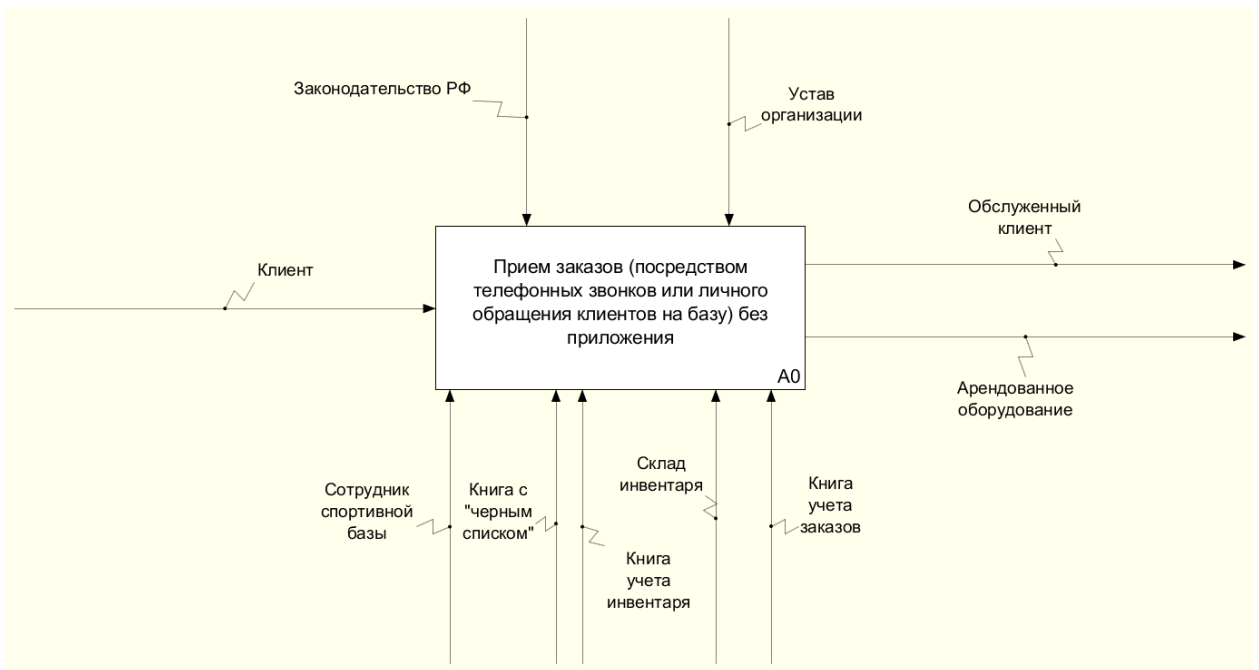 Законодательство РФ
Устав
организации
Обслуженный
клиент
Клиент
Прием заказов (посредством
телефонных звонков или личного
обращения клиентов на базу) без
приложения
A0
Арендованное
оборудование
Сотрудник
спортивной
базы
Книга с
"черным
списком"
Книга
учета
инвентаря
Склад
инвентаря
Книга
учета
заказов